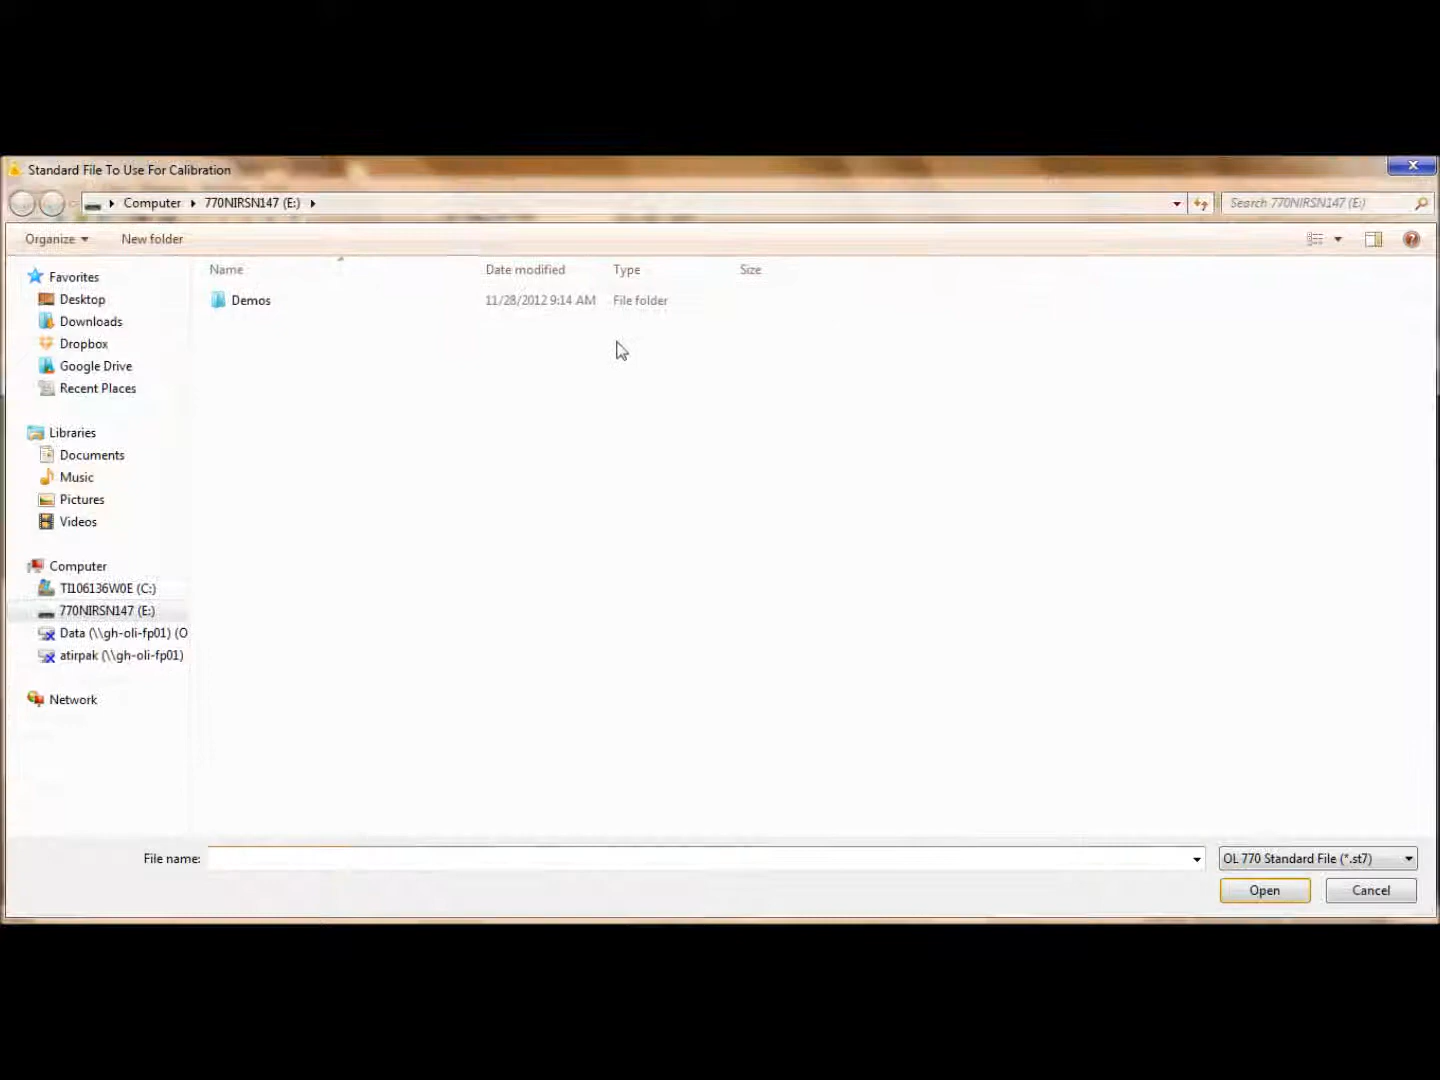 Standard File To Use For Calibration
Computer 770NIRSN147 (E:)
Search 770NIRSN147 (E:)
Organize New folder
Name Date modified Type Size
Demos 11/28/2012 9:14 AM File folder
Favorites
Desktop
Downloads
Dropbox
Google Drive
Recent Places
Libraries
Documents
Music
Pictures
Videos
Computer
TI106136W0E (C:)
770NIRSN147 (E:)
Data (\\gh-oli-fp01) (O
atirpak (\\gh-oli-fp01)
Network
File name:
OL 770 Standard File (*.st7)
Open Cancel